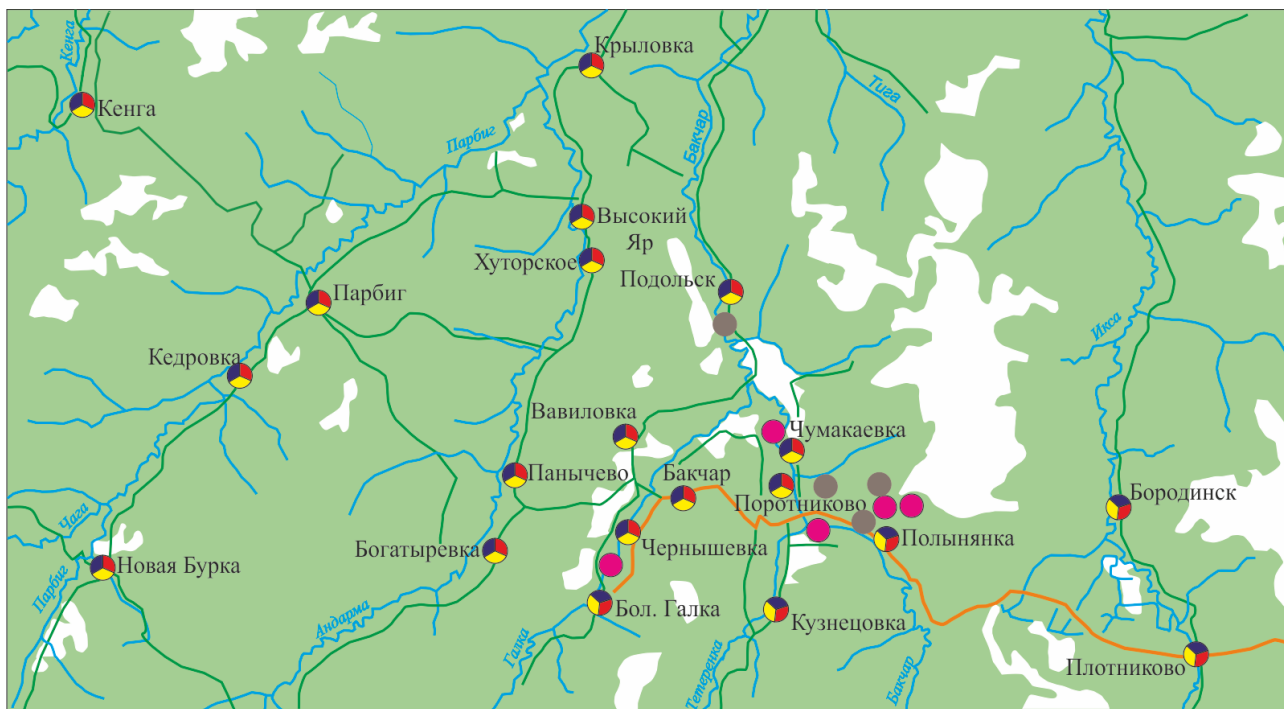 Кенга
Крыловка
Кенга
Бакчар
Тига
Парбиг
Высокий
Яр
Хуторское
Подольск
Парбиг
Икса
Кедровка
Вавиловка
Чумакаевка
Панычево
Бакчар
Поротниково
Бородинск
Чага
Богатыревка
Чернышевка
Полынянка
Новая Бурка
Парбиг
Андарма
Бол. Галка
Кузнецовка
Галка
Тетеренка
Бакчар
Плотниково